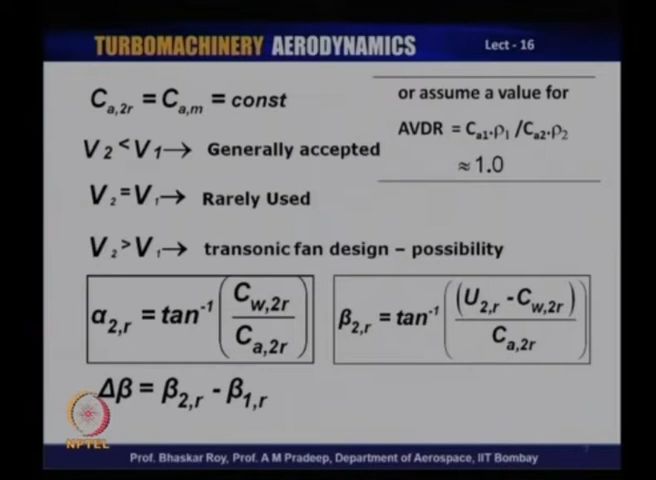 TURBOMACHINERY AERODYNAMICS
Lect - 16
C_{a,2r} = C_{a,m} = const
or assume a value for
AVDR = C_{a1}.ρ_1 /C_{a2}.ρ_2
≈ 1.0
V_2 < V_1 → Generally accepted
V_2 = V_1 → Rarely Used
V_2 > V_1 → transonic fan design – possibility
α_{2,r} = tan^{-1} (C_{w,2r} / C_{a,2r})
β_{2,r} = tan^{-1} ((U_{2,r} - C_{w,2r}) / C_{a,2r})
Δβ = β_{2,r} - β_{1,r}
NPTEL
Prof. Bhaskar Roy, Prof. A M Pradeep, Department of Aerospace, IIT Bombay